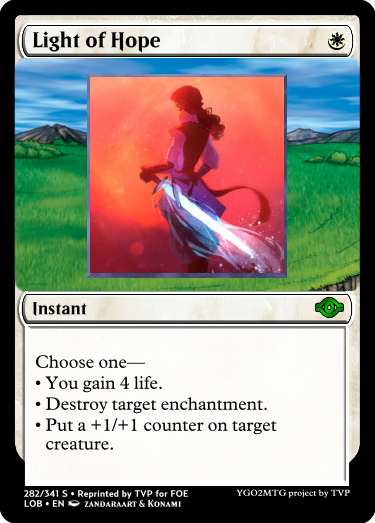 Light of Hope
Instant
Choose one—
• You gain 4 life.
• Destroy target enchantment.
• Put a +1/+1 counter on target
creature.
282/341 S • Reprinted by TVP for FOE
LOB • EN ZANDARAART & KONAMI
YGO2MTG project by TVP